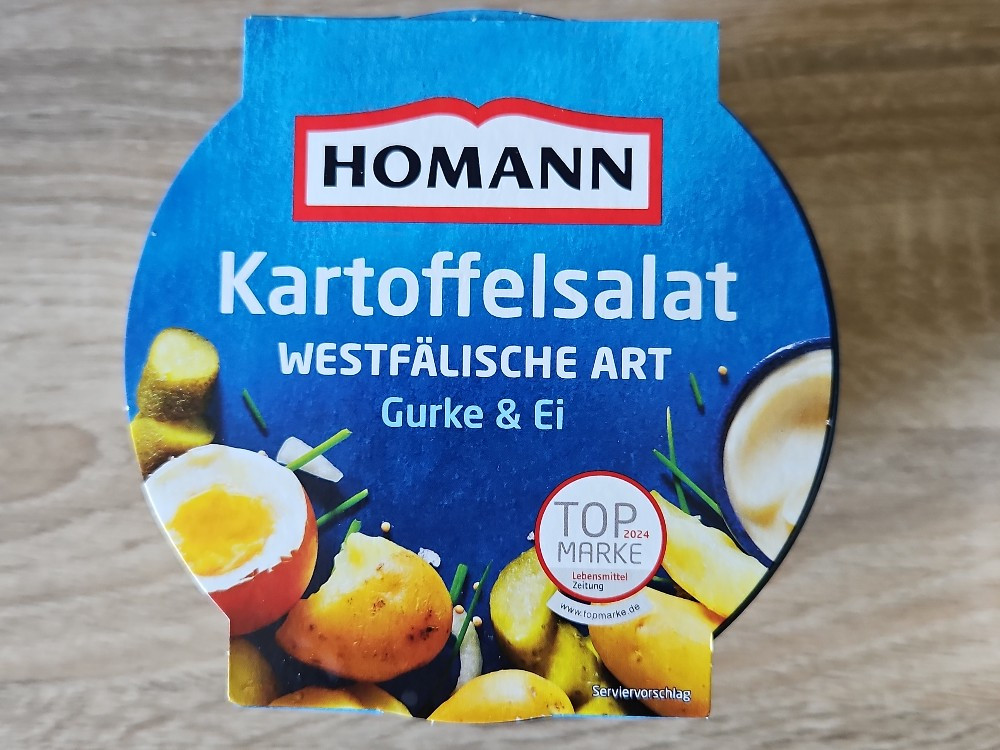 HOMANN
Kartoffelsalat
WESTFÄLISCHE ART
Gurke & Ei
TOP
2024
MARKE
Lebensmittel
Zeitung
www.topmarke.de
Serviervorschlag